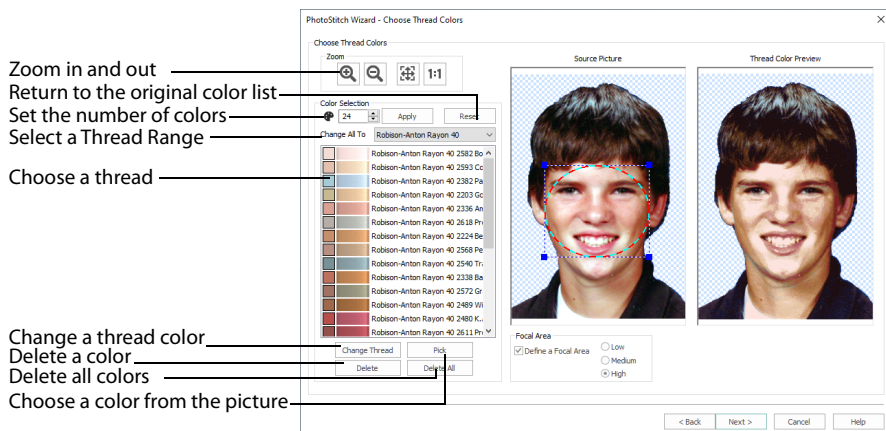 PhotoStitch Wizard - Choose Thread Colors
Choose Thread Colors
Zoom
1:1
Zoom in and out
Return to the original color list
Set the number of colors
Select a Thread Range
Choose a thread
Change a thread color
Delete a color
Delete all colors
Choose a color from the picture
Color Selection
24
Apply
Reset
Change All To
Robison-Anton Rayon 40
Robison-Anton Rayon 40 2582 Bo
Robison-Anton Rayon 40 2593 Co
Robison-Anton Rayon 40 2382 Pa
Robison-Anton Rayon 40 2203 Go
Robison-Anton Rayon 40 2336 An
Robison-Anton Rayon 40 2618 Pr
Robison-Anton Rayon 40 2224 Be
Robison-Anton Rayon 40 2568 Pe
Robison-Anton Rayon 40 2540 Tr
Robison-Anton Rayon 40 2338 Ba
Robison-Anton Rayon 40 2572 Gr
Robison-Anton Rayon 40 2489 Wi
Robison-Anton Rayon 40 2480 K..
Robison-Anton Rayon 40 2611 Pr
Change Thread
Pick
Delete
Delete All
Source Picture
Thread Color Preview
Focal Area
Define a Focal Area
Low
Medium
High
< Back
Next >
Cancel
Help